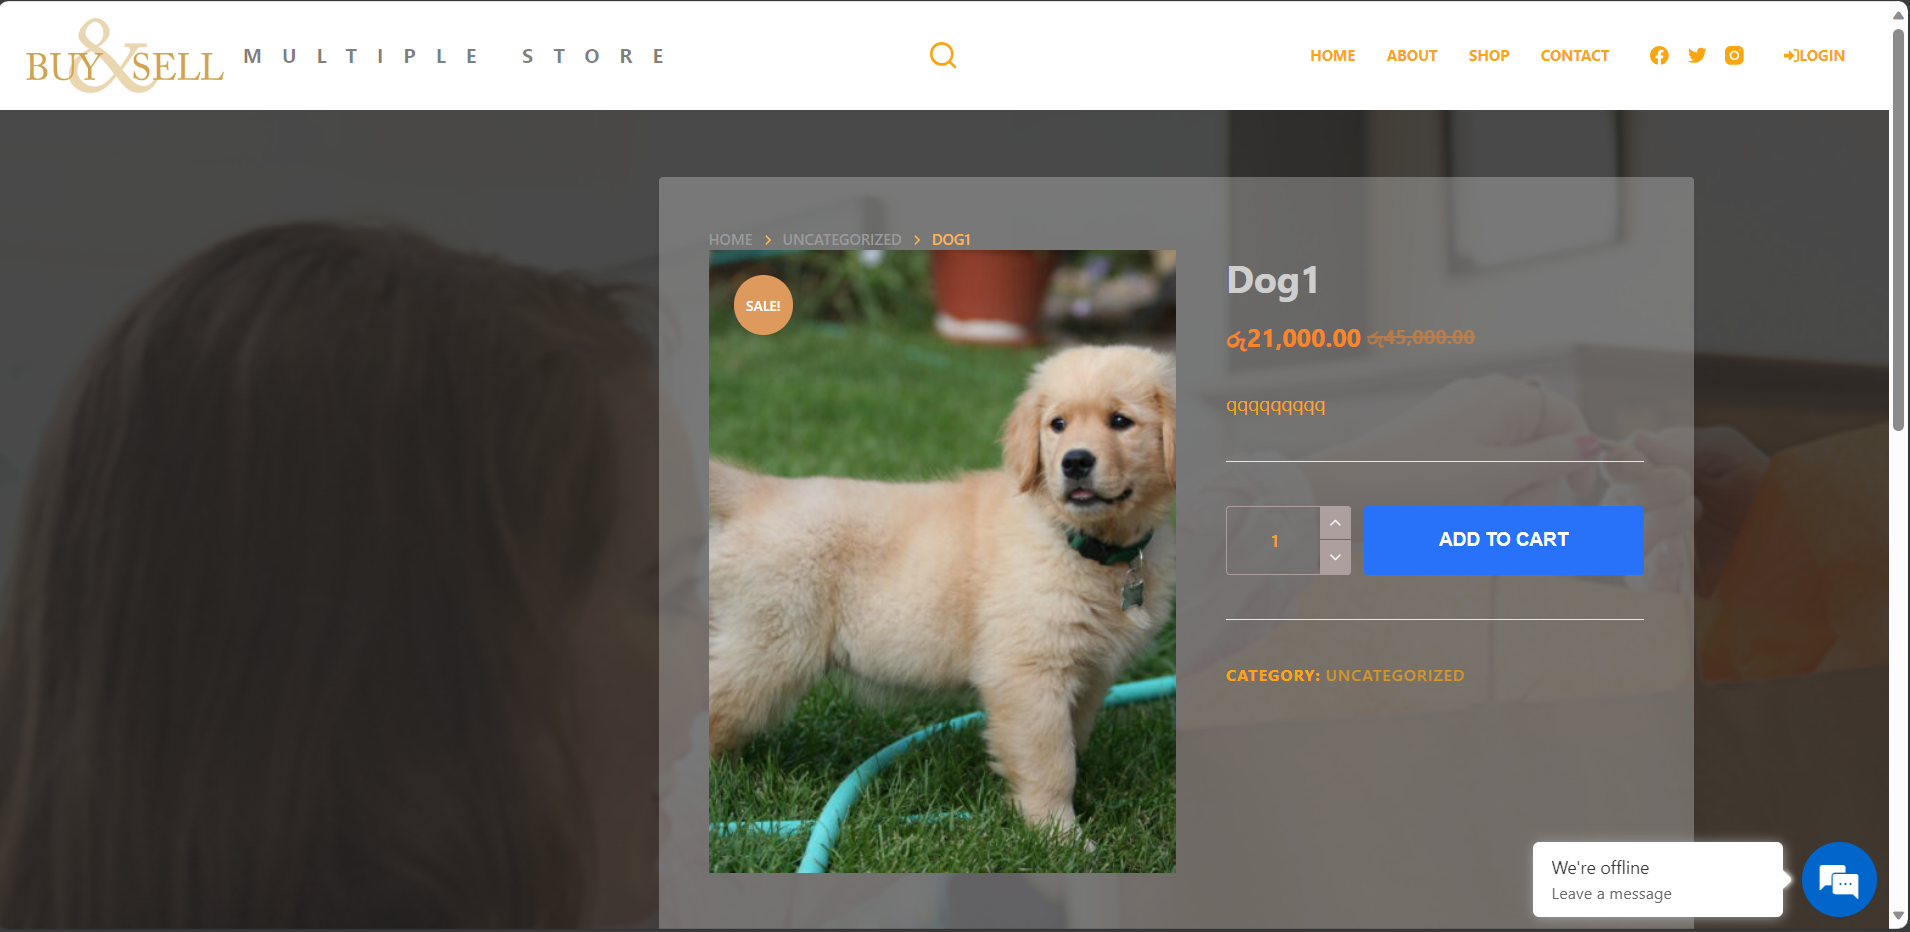 BUY & SELL
MULTIPLE STORE
HOME ABOUT SHOP CONTACT LOGIN
HOME > UNCATEGORIZED > DOG1
SALE!
Dog1
රු21,000.00 රු45,000.00
qqqqqqqqq
1
ADD TO CART
CATEGORY: UNCATEGORIZED
We're offline
Leave a message